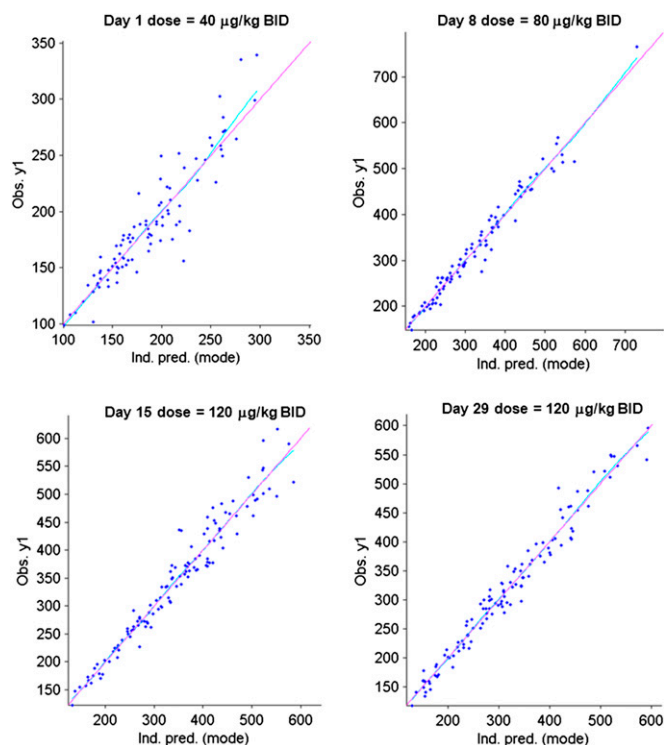 Day 1 dose = 40 µg/kg BID
350
300
250
200
150
100
Obs. y1
100 150 200 250 300 350
Ind. pred. (mode)
Day 8 dose = 80 µg/kg BID
700
600
500
400
300
200
Obs. y1
200 300 400 500 600 700
Ind. pred. (mode)
Day 15 dose = 120 µg/kg BID
600
550
500
450
400
350
300
250
200
150
Obs. y1
200 300 400 500 600
Ind. pred. (mode)
Day 29 dose = 120 µg/kg BID
600
550
500
450
400
350
300
250
200
150
Obs. y1
200 300 400 500 600
Ind. pred. (mode)